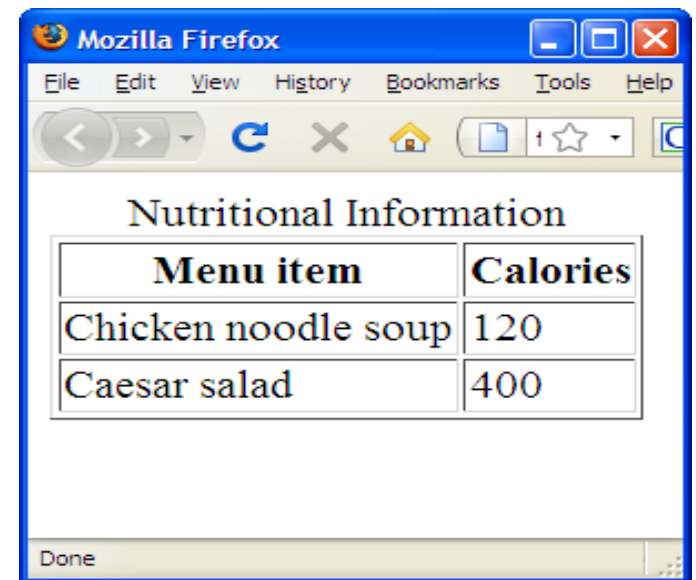 Mozilla Firefox
File Edit View History Bookmarks Tools Help
Nutritional Information
Menu item Calories
Chicken noodle soup 120
Caesar salad 400
Done